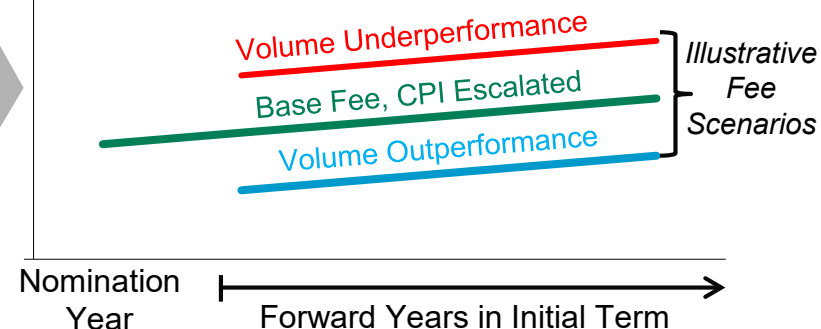 Volume Underperformance
Base Fee, CPI Escalated
Volume Outperformance
Illustrative
Fee
Scenarios
Nomination
Year
Forward Years in Initial Term